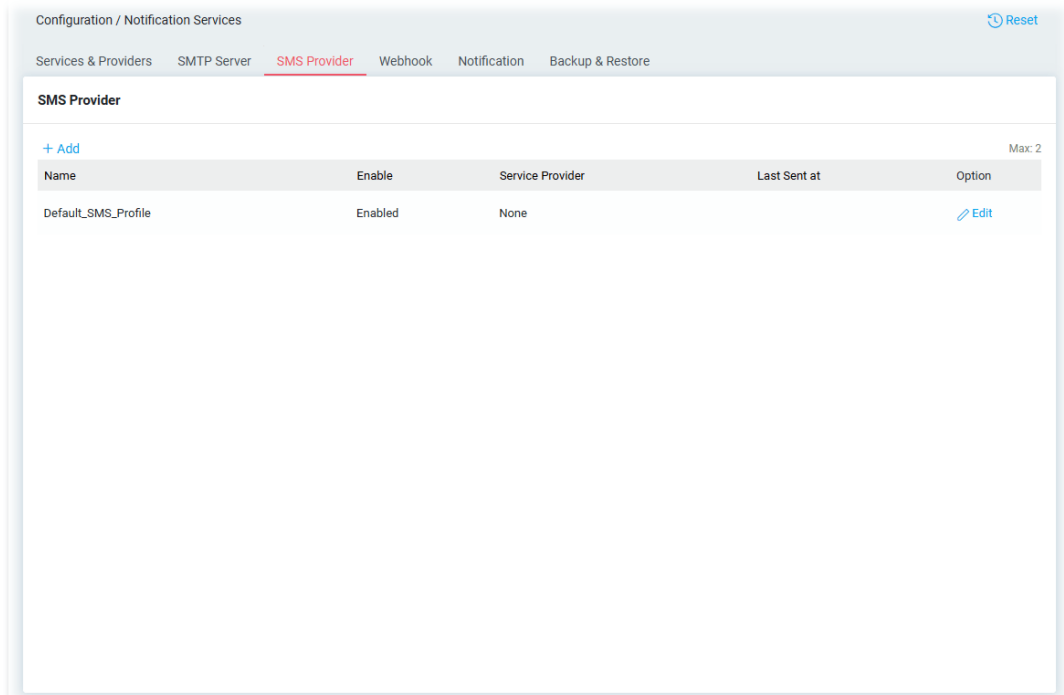 Configuration / Notification Services
Reset
Services & Providers SMTP Server SMS Provider Webhook Notification Backup & Restore
SMS Provider
+ Add
Max: 2
Name Enable Service Provider Last Sent at Option
Default_SMS_Profile Enabled None Edit